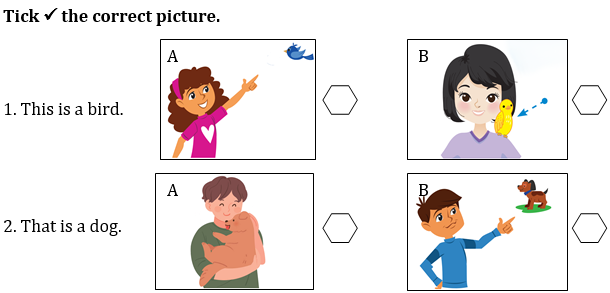 Tick ✓ the correct picture.
A B
1. This is a bird.
A B
2. That is a dog.